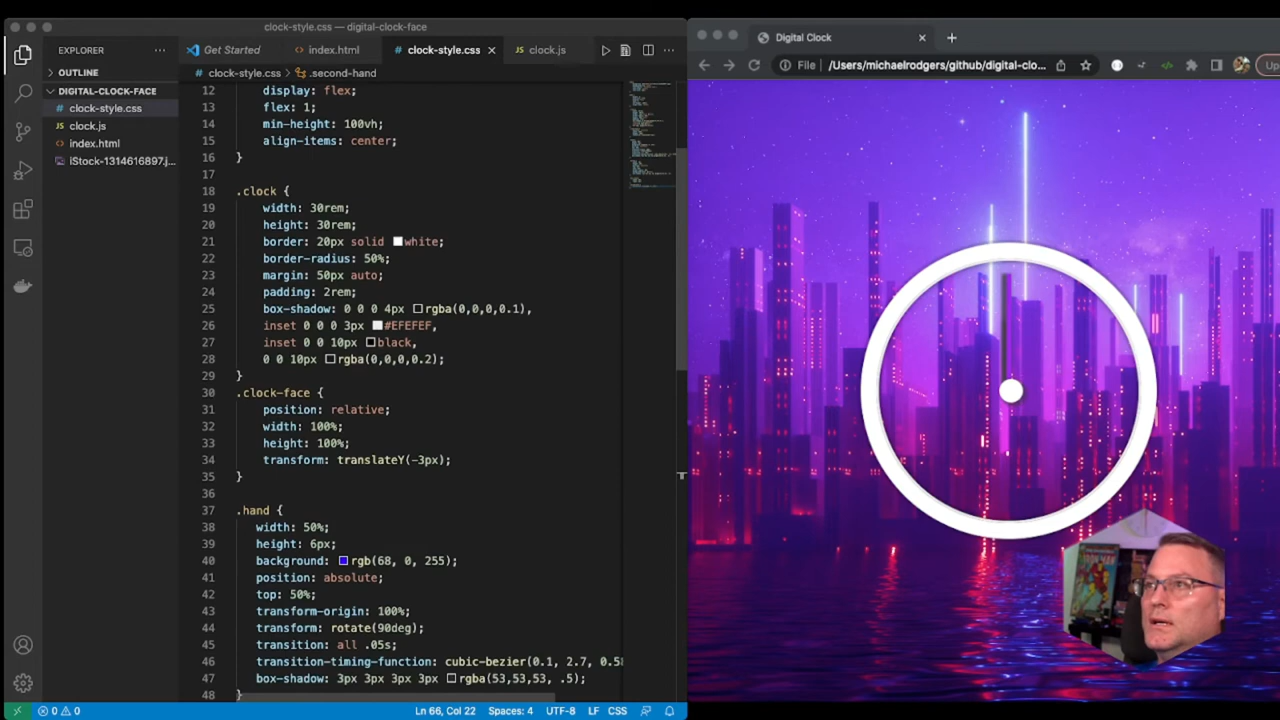 clock-style.css — digital-clock-face
EXPLORER
Get Started
index.html
clock-style.css
clock.js
clock-style.css > .second-hand
OUTLINE
DIGITAL-CLOCK-FACE
clock-style.css
clock.js
index.html
iStock-1314616897.j...
12 display: flex;
13 flex: 1;
14 min-height: 100vh;
15 align-items: center;
16 }
17
18 .clock {
19 width: 30rem;
20 height: 30rem;
21 border: 20px solid white;
22 border-radius: 50%;
23 margin: 50px auto;
24 padding: 2rem;
25 box-shadow: 0 0 0 4px rgba(0,0,0,0.1),
26 inset 0 0 0 3px #EFEFEF,
27 inset 0 0 10px black,
28 0 0 10px rgba(0,0,0,0.2);
29 }
30 .clock-face {
31 position: relative;
32 width: 100%;
33 height: 100%;
34 transform: translateY(-3px);
35 }
36
37 .hand {
38 width: 50%;
39 height: 6px;
40 background: rgb(68, 0, 255);
41 position: absolute;
42 top: 50%;
43 transform-origin: 100%;
44 transform: rotate(90deg);
45 transition: all .05s;
46 transition-timing-function: cubic-bezier(0.1, 2.7, 0.58
47 box-shadow: 3px 3px 3px 3px rgba(53,53,53, .5);
48 }
0 0
Ln 66, Col 22
Spaces: 4
UTF-8
LF
CSS
Digital Clock
File
/Users/michaelrodgers/github/digital-clo...